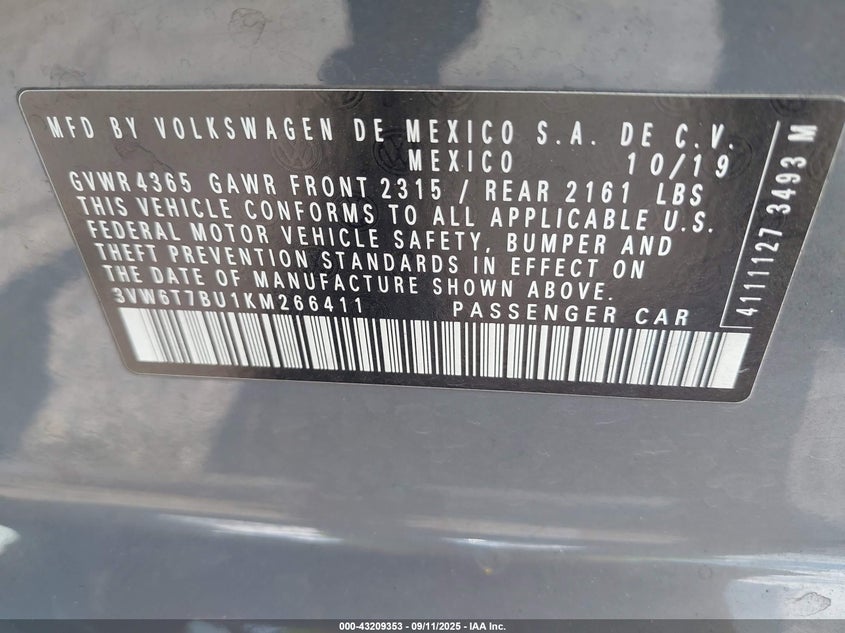 MFD BY VOLKSWAGEN DE MEXICO S.A. DE C.V.
MEXICO 10/19
GVWR 4365 GAWR FRONT 2315 / REAR 2161 LBS
THIS VEHICLE CONFORMS TO ALL APPLICABLE U.S.
FEDERAL MOTOR VEHICLE SAFETY, BUMPER AND
THEFT PREVENTION STANDARDS IN EFFECT ON
THE DATE OF MANUFACTURE SHOWN ABOVE.
3VW6T7BU1KM266411 PASSENGER CAR
4111127 3493 M
000-43209353 - 09/11/2025 - IAA Inc.